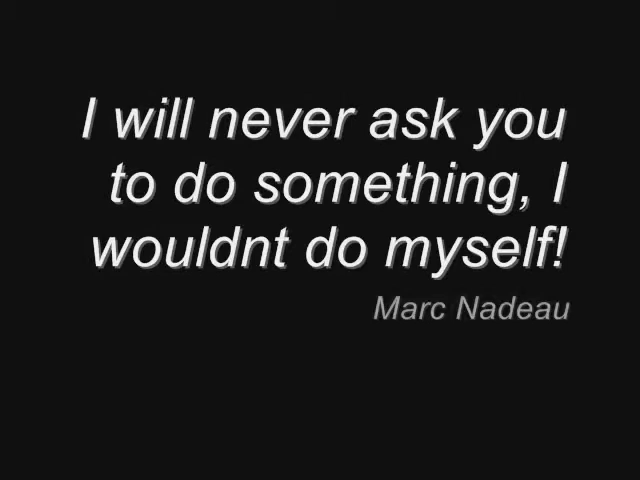 I will never ask you
to do something, I
wouldnt do myself!
Marc Nadeau